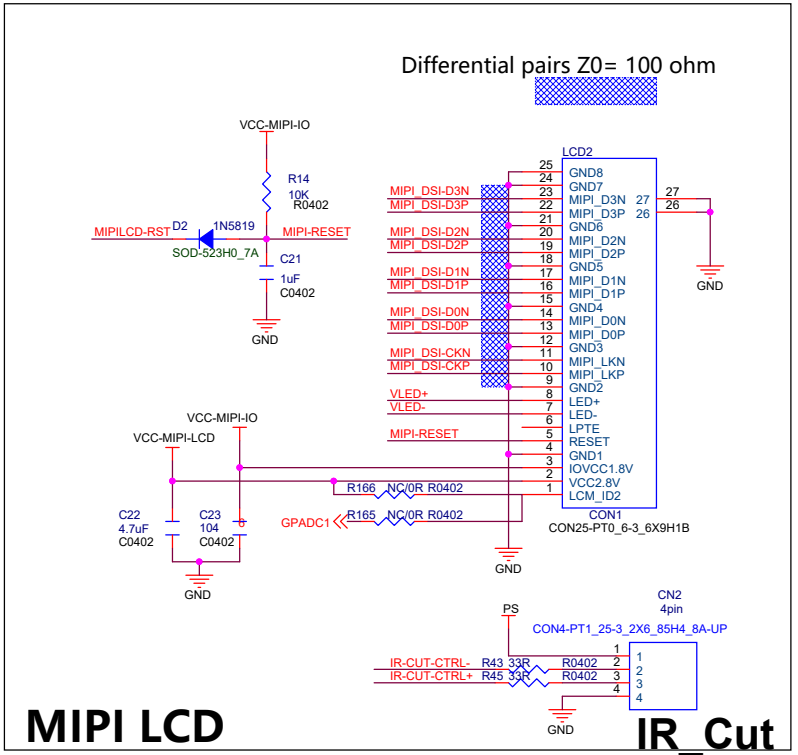 Differential pairs Z0= 100 ohm
VCC-MIPI-IO
R14
10K
R0402
MIPILCD-RST
D2
1N5819
MIPI-RESET
SOD-523H0_7A
C21
1uF
C0402
GND
LCD2
25 GND8
24 GND7
MIPI_DSI-D3N 23 MIPI_D3N 27 27
MIPI_DSI-D3P 22 MIPI_D3P 26 26
21 GND6
MIPI_DSI-D2N 20 MIPI_D2N
MIPI_DSI-D2P 19 MIPI_D2P
18 GND5
MIPI_DSI-D1N 17 MIPI_D1N
MIPI_DSI-D1P 16 MIPI_D1P
15 GND4
MIPI_DSI-D0N 14 MIPI_D0N
MIPI_DSI-D0P 13 MIPI_D0P
12 GND3
MIPI_DSI-CKN 11 MIPI_LKN
MIPI_DSI-CKP 10 MIPI_LKP
9 GND2
VLED+ 8 LED+
VLED- 7 LED-
6 LPTE
MIPI-RESET 5 RESET
4 GND1
3 IOVCC1.8V
2 VCC2.8V
1 LCM_ID2
CON1
CON25-PT0_6-3_6X9H1B
GND
GND
VCC-MIPI-IO
VCC-MIPI-LCD
R166 NC/0R R0402
GPADC1 R165 NC/0R R0402
C22
4.7uF
C0402
C23
104
C0402
GND
CN2
4pin
PS
CON4-PT1_25-3_2X6_85H4_8A-UP
1 1
IR-CUT-CTRL- R43 33R R0402 2 2
IR-CUT-CTRL+ R45 33R R0402 3 3
4 4
GND
MIPI LCD
IR_Cut